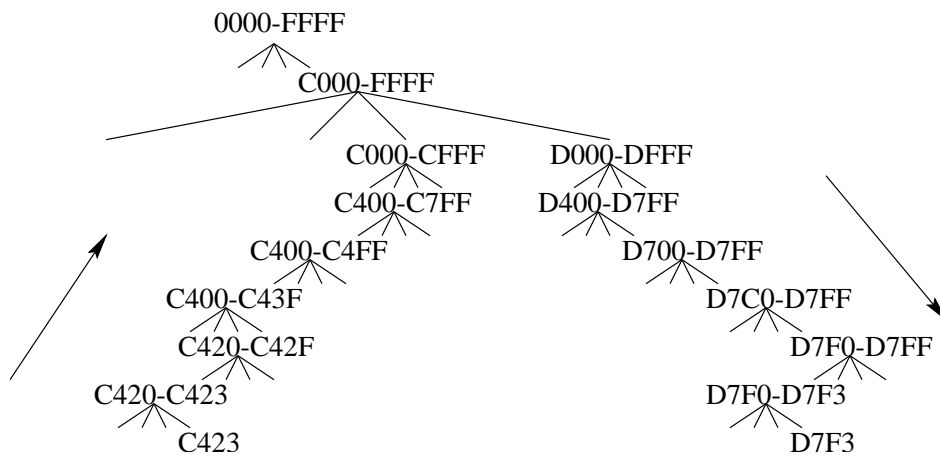 0000-FFFF
C000-FFFF
C000-CFFF D000-DFFF
C400-C7FF D400-D7FF
C400-C4FF D700-D7FF
C400-C43F D7C0-D7FF
C420-C42F D7F0-D7FF
C420-C423 D7F0-D7F3
C423 D7F3